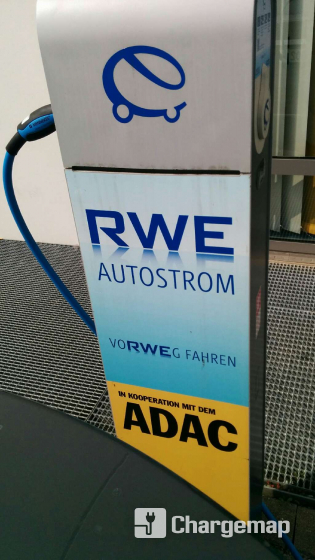 RWE
AUTOSTROM
VORWEG FAHREN
IN KOOPERATION MIT DEM
ADAC
Chargemap